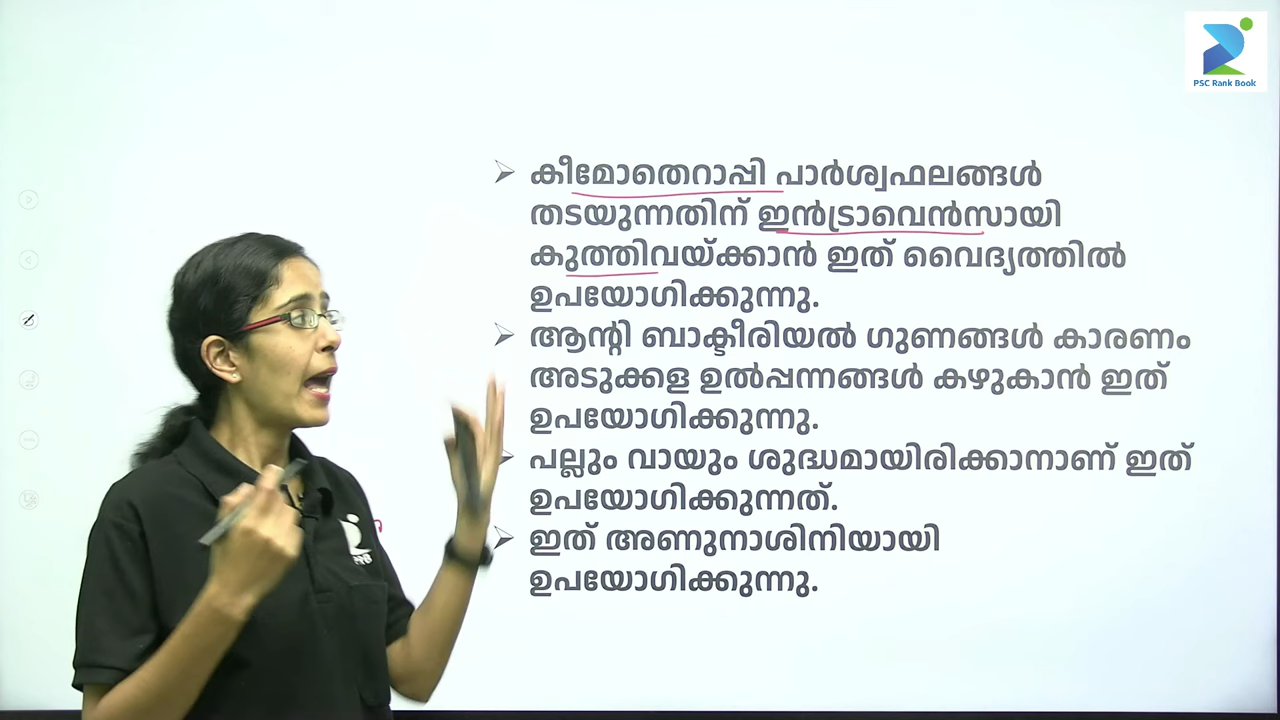 PSC Rank Book
കീമോതെറാപ്പി പാർശ്വഫലങ്ങൾ
തടയുന്നതിന് ഇൻട്രാവെൻസായി
കുത്തിവയ്ക്കാൻ ഇത് വൈദ്യത്തിൽ
ഉപയോഗിക്കുന്നു.
ആന്റി ബാക്ടീരിയൽ ഗുണങ്ങൾ കാരണം
അടുക്കള ഉൽപ്പന്നങ്ങൾ കഴുകാൻ ഇത്
ഉപയോഗിക്കുന്നു.
പല്ലും വായും ശുദ്ധമായിരിക്കാനാണ് ഇത്
ഉപയോഗിക്കുന്നത്.
ഇത് അണുനാശിനിയായി
ഉപയോഗിക്കുന്നു.